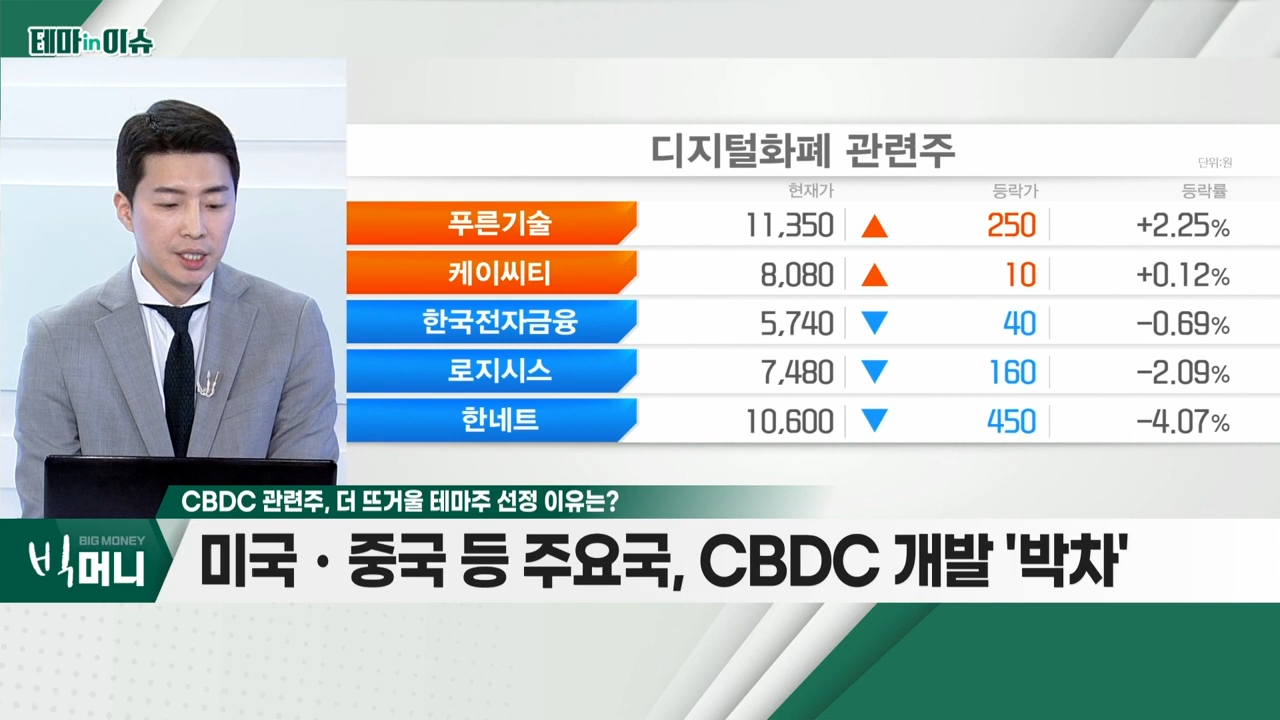 테마in이슈
디지털화폐 관련주
단위:원
현재가 등락가 등락률
푸른기술 11,350 ▲ 250 +2.25%
케이씨티 8,080 ▲ 10 +0.12%
한국전자금융 5,740 ▼ 40 -0.69%
로지시스 7,480 ▼ 160 -2.09%
한네트 10,600 ▼ 450 -4.07%
CBDC 관련주, 더 뜨거울 테마주 선정 이유는?
BIG MONEY
빅머니
미국·중국 등 주요국, CBDC 개발 '박차'